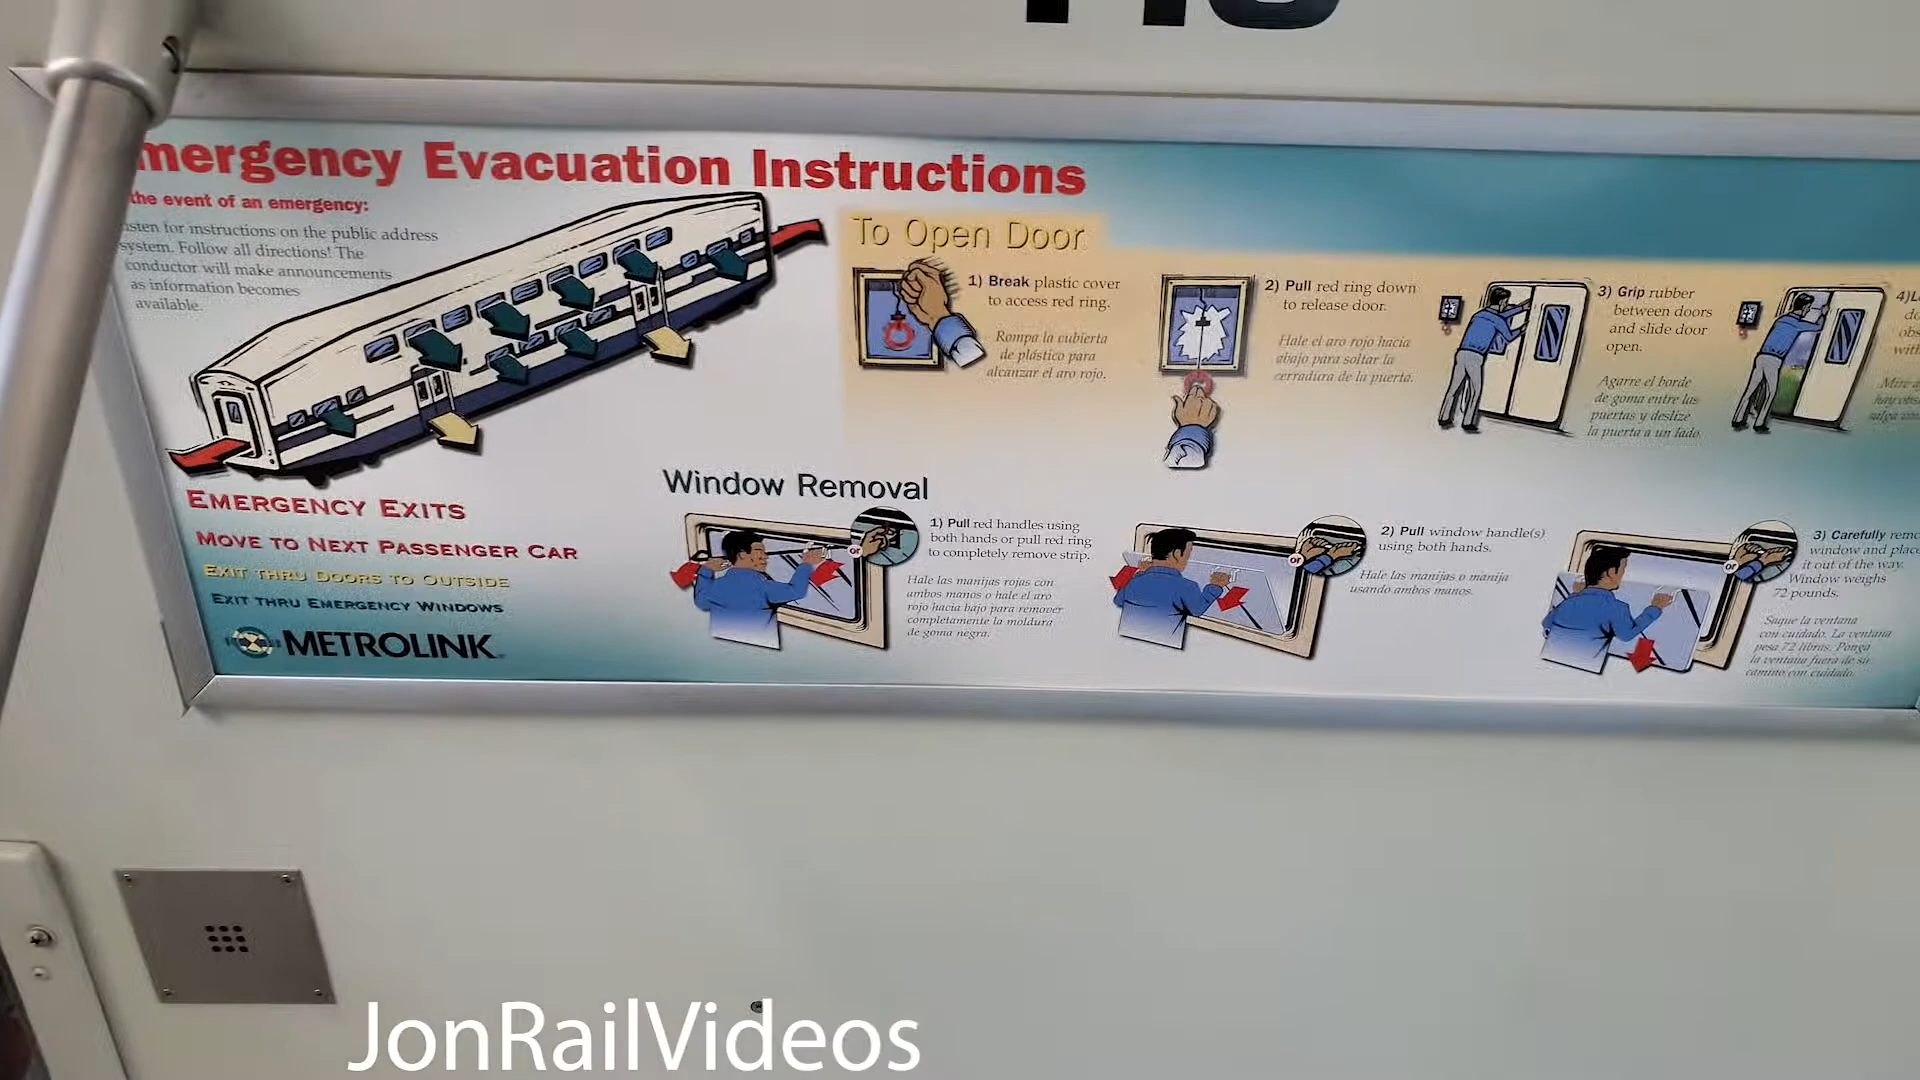 Emergency Evacuation Instructions
the event of an emergency:
listen for instructions on the public address
system. Follow all directions! The
conductor will make announcements
as information becomes
available.
EMERGENCY EXITS
MOVE TO NEXT PASSENGER CAR
EXIT THRU DOORS TO OUTSIDE
EXIT THRU EMERGENCY WINDOWS
METROLINK
To Open Door
1) Break plastic cover
to access red ring.
Rompa la cubierta
de plástico para
alcanzar el aro rojo.
2) Pull red ring down
to release door.
Hale el aro rojo hacia
abajo para soltar la
cerradura de la puerta.
3) Grip rubber
between doors
and slide door
open.
Agarre el borde
de goma entre las
puertas y deslize
la puerta a un lado.
4)
Window Removal
1) Pull red handles using
both hands or pull red ring
to completely remove strip.
Hale las manijas rojas con
ambos manos o hale el aro
rojo hacia bajo para remover
completamente la moldura
de goma negra.
or
2) Pull window handle(s)
using both hands.
Hale las manijas o manija
usando ambos manos.
or
3) Carefully remo
window and place
it out of the way.
Window weighs
72 pounds.
Saque la ventana
con cuidado. La ventana
pesa 72 libras. Ponga
la ventana fuera de su
camino con cuidado.
or
JonRailVideos